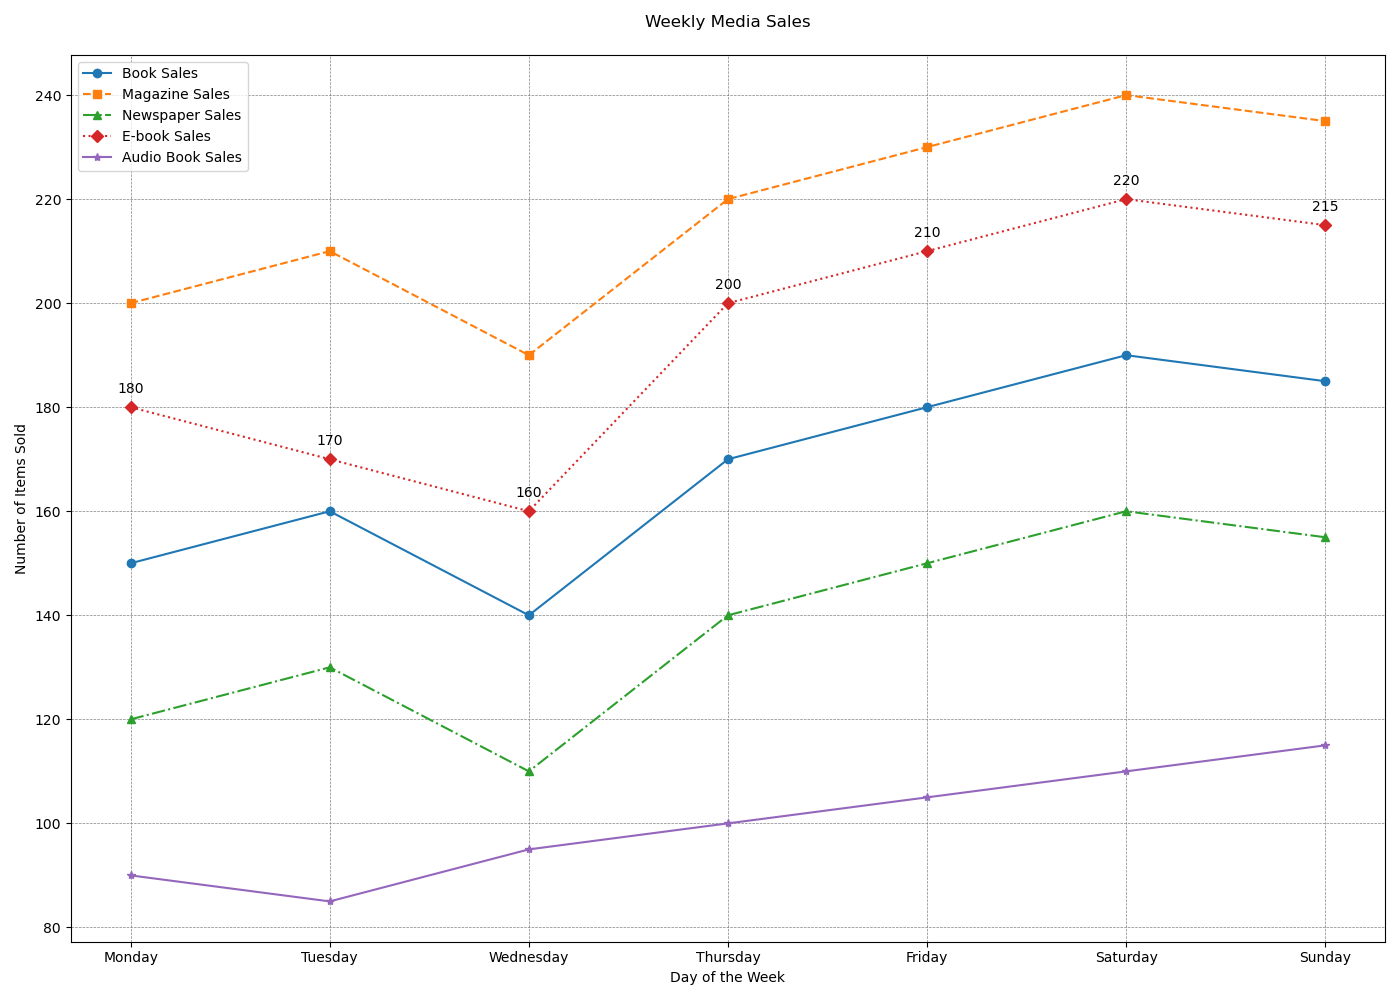 Weekly Media Sales
Book Sales
Magazine Sales
Newspaper Sales
E-book Sales
Audio Book Sales
240
220
200
180
160
140
120
100
80
Number of Items Sold
180
170
160
200
210
220
215
Monday Tuesday Wednesday Thursday Friday Saturday Sunday
Day of the Week